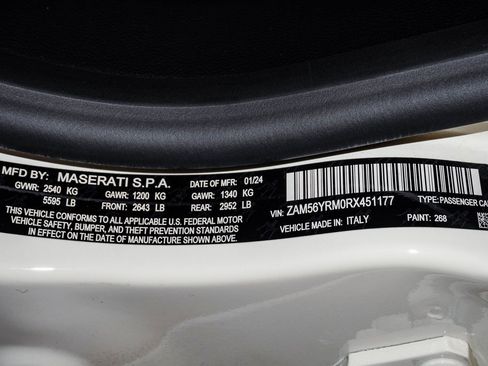 MFD BY: MASERATI S.P.A. DATE OF MFR: 01/24
GVWR: 2540 KG GAWR: 1200 KG GAWR: 1340 KG
5595 LB FRONT: 2643 LB REAR: 2952 LB
THIS VEHICLE CONFORMS TO ALL APPLICABLE U.S. FEDERAL MOTOR
VEHICLE SAFETY, BUMPER, AND THEFT PREVENTION STANDARDS
IN EFFECT ON THE DATE OF MANUFACTURE SHOWN ABOVE.
VIN: ZAM56YRM0RX451177 TYPE: PASSENGER CA
VEHICLE MADE IN: ITALY PAINT: 268